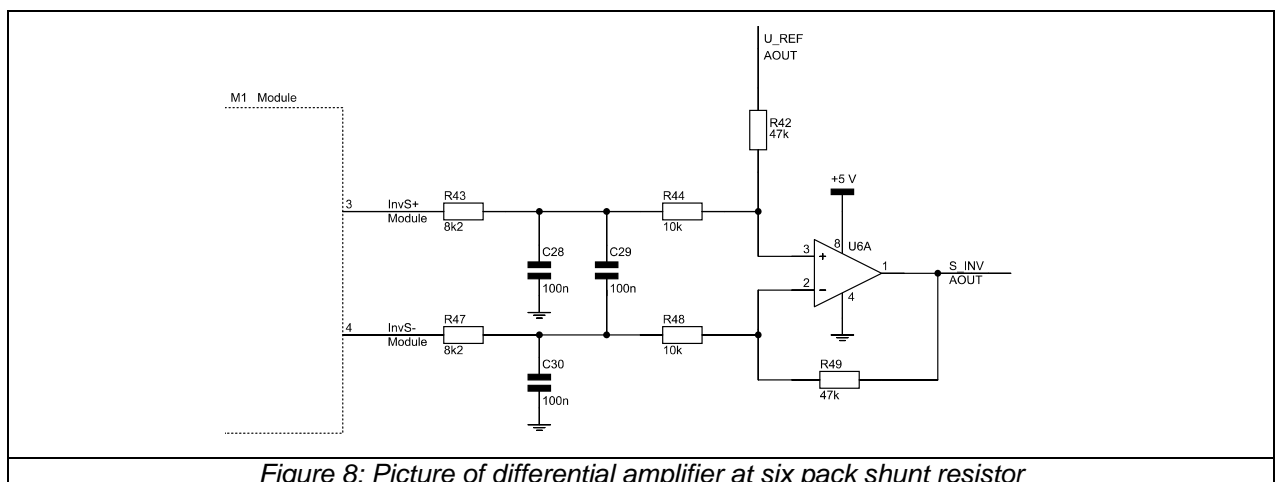 U_REF
AOUT
M1 Module
R42
47k
+5 V
3
InvS+
Module
R43
8k2
R44
10k
C28
100n
C29
100n
8
U6A
3
+
2
-
1
4
S_INV
AOUT
4
InvS-
Module
R47
8k2
R48
10k
C30
100n
R49
47k
Figure 8: Picture of differential amplifier at six pack shunt resistor